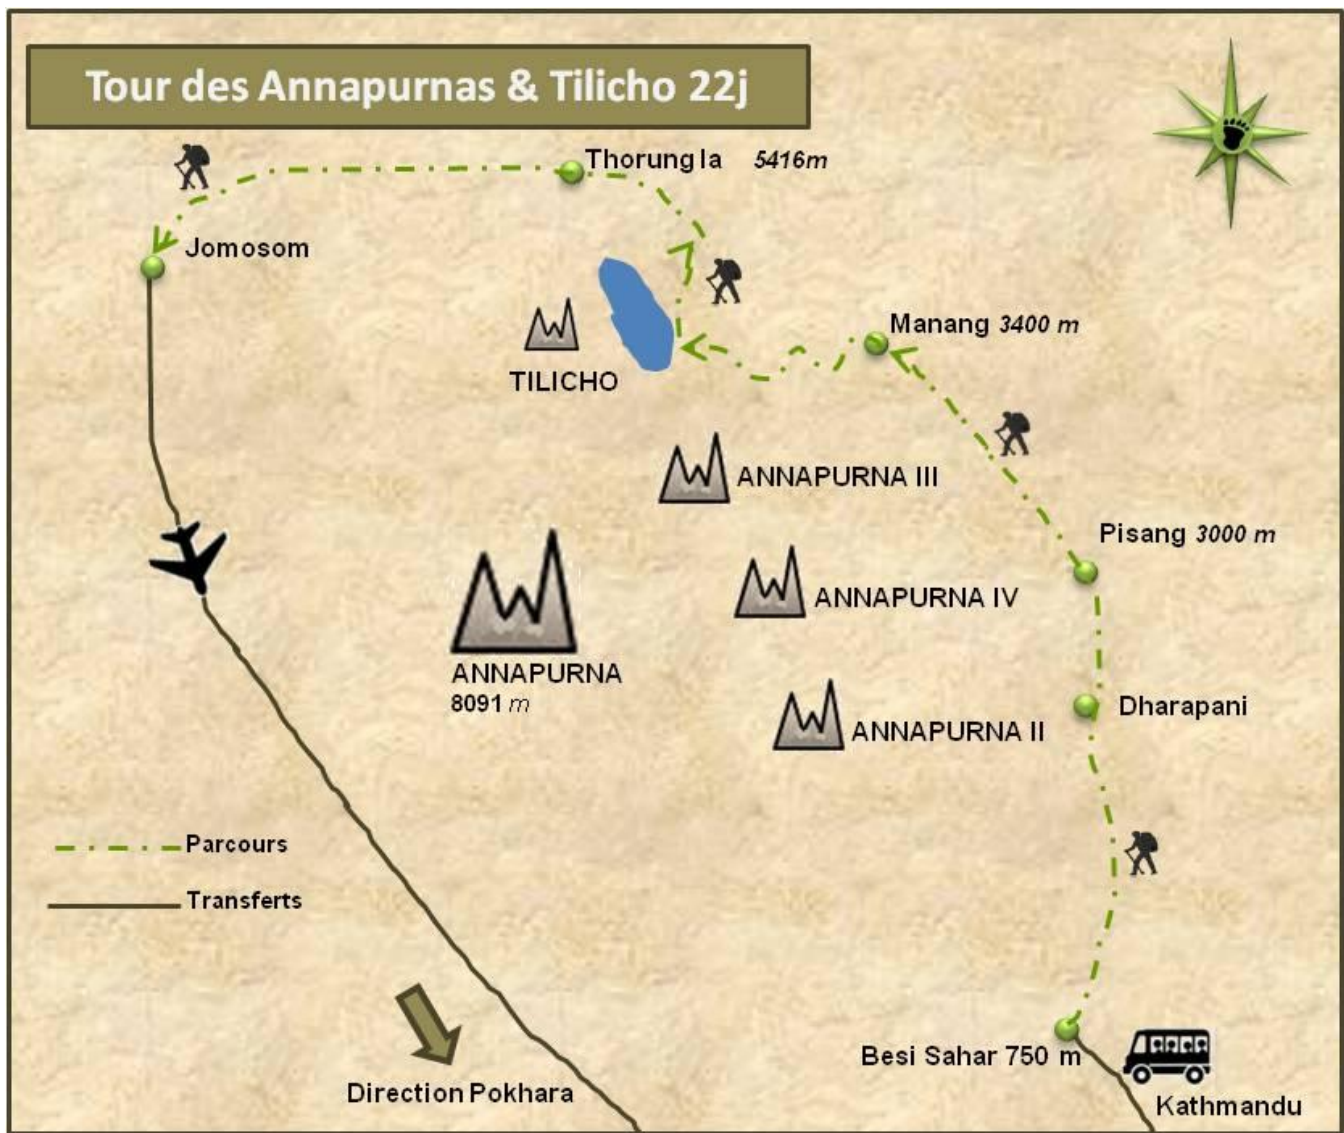 Tour des Annapurnas & Tilicho 22j
Thorung la 5416m
Jomosom
Manang 3400 m
TILICHO
ANNAPURNA III
Pisang 3000 m
ANNAPURNA IV
ANNAPURNA
8091 m
Dharapani
ANNAPURNA II
Parcours
Transferts
Besi Sahar 750 m
Direction Pokhara
Kathmandu